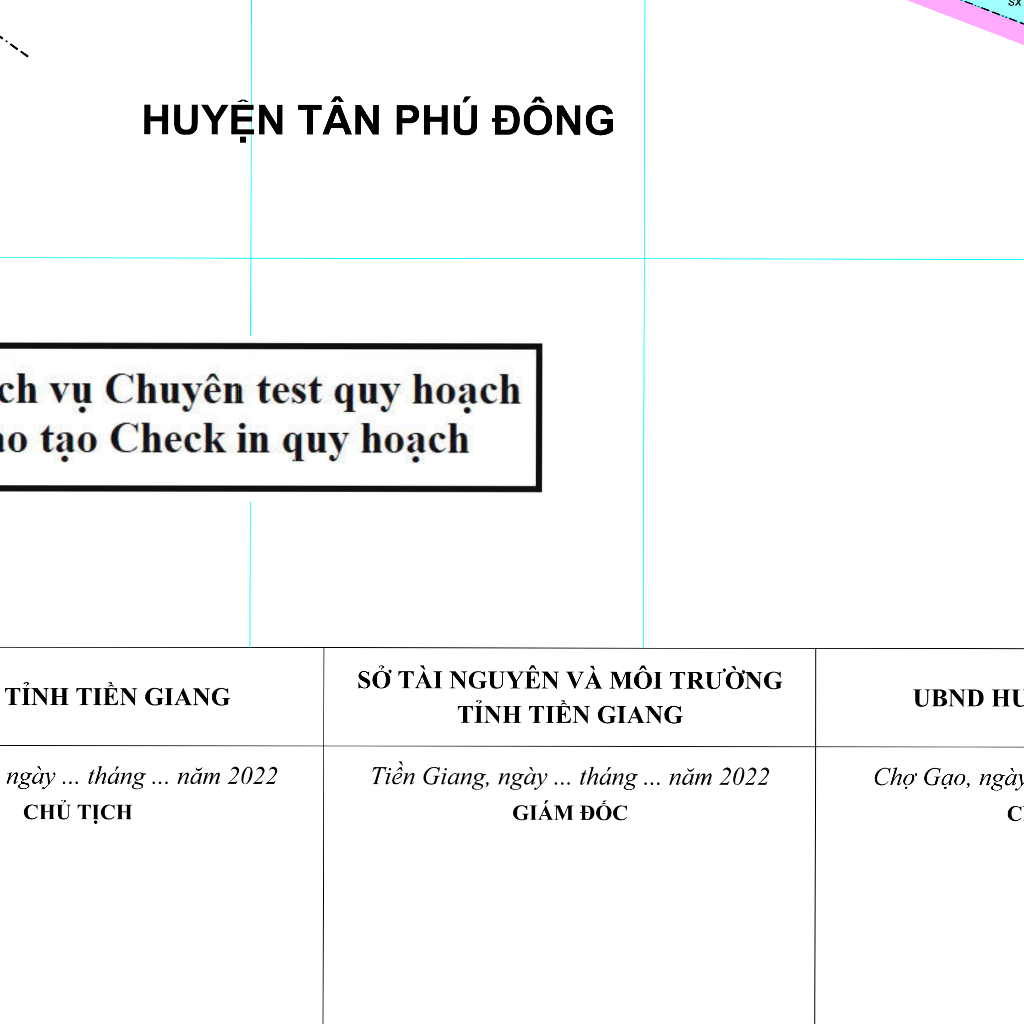 SX
HUYỆN TÂN PHÚ ĐÔNG
ch vụ Chuyên test quy hoạch
o tạo Check in quy hoạch
TỈNH TIỀN GIANG
SỞ TÀI NGUYÊN VÀ MÔI TRƯỜNG
TỈNH TIỀN GIANG
UBND HU
ngày ... tháng ... năm 2022
CHỦ TỊCH
Tiền Giang, ngày ... tháng ... năm 2022
GIÁM ĐỐC
Chợ Gạo, ngày
C